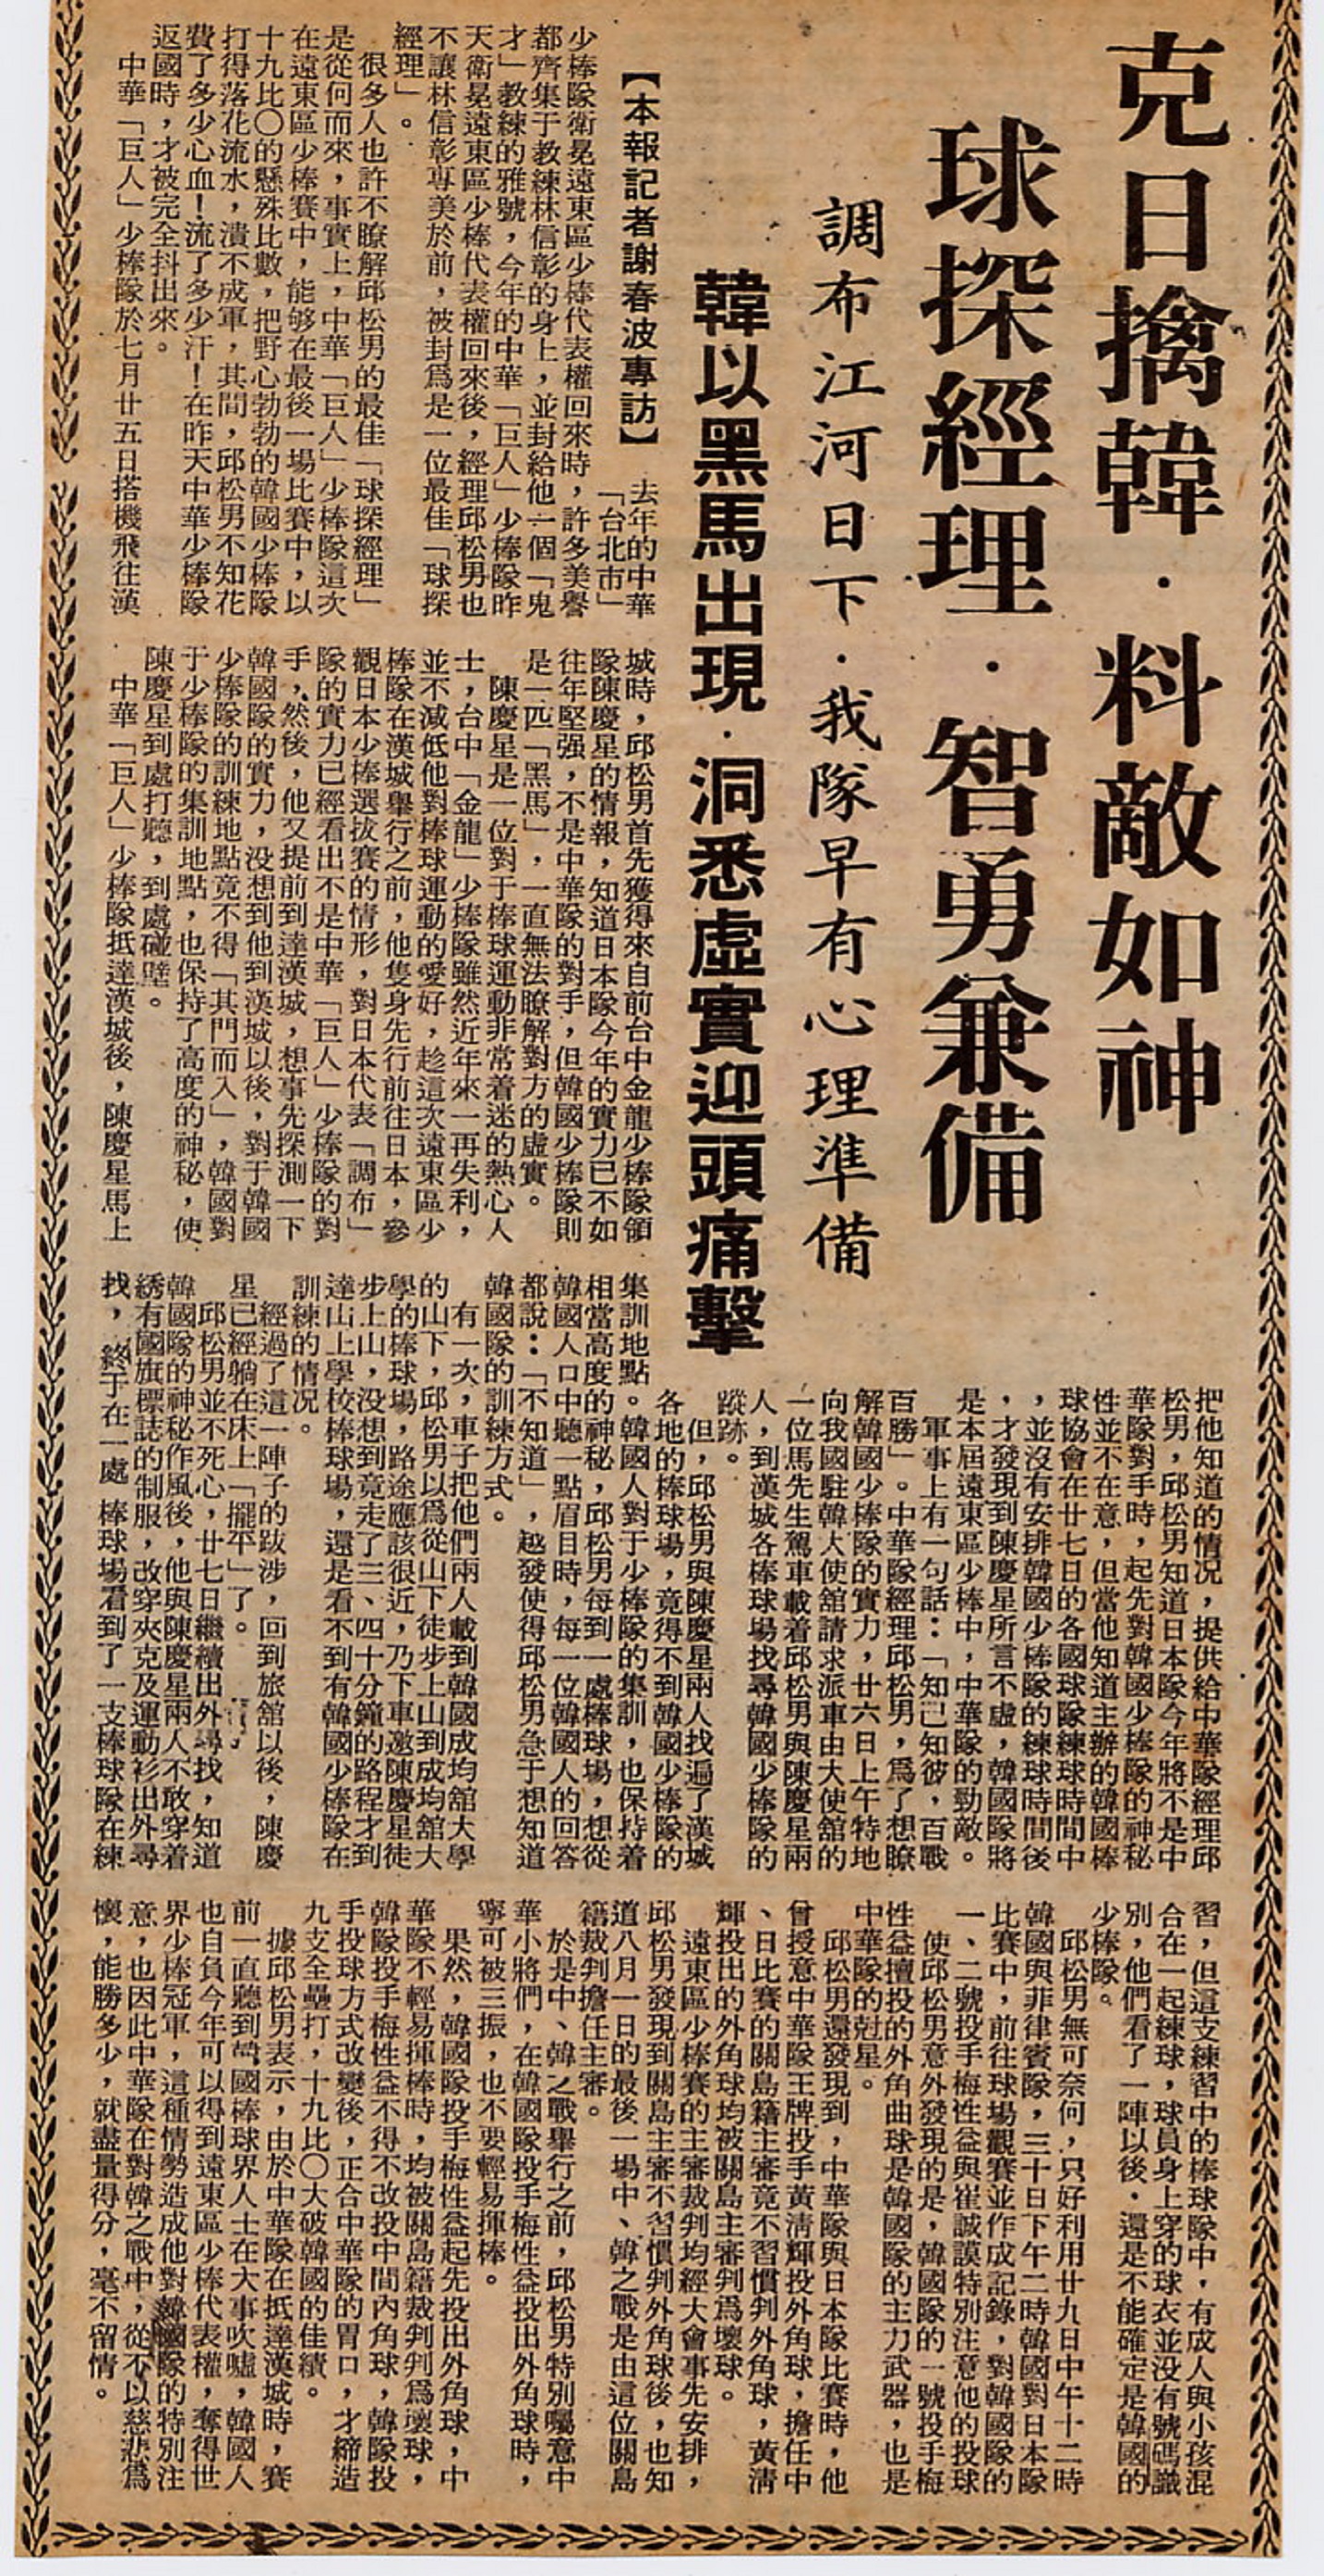 克日擒韓．料敵如神
球探經理．智勇兼備
調布江河日下．我隊早有心理準備
韓以黑馬出現．洞悉虛實迎頭痛擊
【本報記者謝春波專訪】去年的中華「台北市」
少棒隊衛冕遠東區少棒代表權回來時，許多美譽
都齊集于教練林信彰的身上，並封給他一個「鬼
才」教練的雅號，今年的中華「巨人」少棒隊昨
天衛冕遠東區少棒代表權回來後，經理邱松男也
不讓林信彰專美於前，被封爲是一位最佳「球探
經理」。
很多人也許不瞭解邱松男的最佳「球探經理」
是從何而來，事實上，中華「巨人」少棒隊這次
在遠東區少棒賽中，能够在最後一場比賽中，以
十九比〇的懸殊比數，把野心勃勃的韓國少棒隊
打得落花流水，潰不成軍，其間，邱松男不知花
費了多少心血！流了多少汗！在昨天中華少棒隊
返國時，才被完全抖出來。
中華「巨人」少棒隊於七月廿五日搭機飛往漢
城時，邱松男首先獲得來自前台中金龍少棒隊領
隊陳慶星的情報，知道日本隊今年的實力已不如
往年堅强，不是中華隊的對手，但韓國少棒隊則
是一匹「黑馬」，一直無法瞭解對方的虛實。
陳慶星是一位對于棒球運動非常着迷的熱心人
士，台中「金龍」少棒隊雖然近年來一再失利，
並不減低他對棒球運動的愛好，趁這次遠東區少
棒隊在漢城舉行之前，他隻身先行前往日本，參
觀日本少棒選拔賽的情形，對日本代表「調布」
隊的實力已經看出不是中華「巨人」少棒隊的對
手，然後，他又提前到達漢城，想事先探測一下
韓國隊的實力，没想到他到漢城以後，對于韓國
少棒隊的訓練地點竟不得「其門而入」，韓國對
于少棒隊的集訓地點，也保持了高度的神秘，使
陳慶星到處打聽，到處碰壁。
中華「巨人」少棒隊抵達漢城後，陳慶星馬上
把他知道的情况，提供給中華隊經理邱
松男，邱松男知道日本隊今年將不是中
華隊對手時，起先對韓國少棒隊的神秘
性並不在意，但當他知道主辦的韓國棒
球協會在廿七日的各國球隊練球時間中
，並沒有安排韓國少棒隊的練球時間後
，才發現到陳慶星所言不虛，韓國隊將
是本屆遠東區少棒中，中華隊的勁敵。
軍事上有一句話：「知己知彼，百戰
百勝」。中華隊經理邱松男，爲了想瞭
解韓國少棒隊的實力，廿六日上午特地
向我國駐韓大使舘請求派車由大使舘的
一位馬先生駕車載着邱松男與陳慶星兩
人，到漢城各棒球場找尋韓國少棒隊的
蹤跡。
但，邱松男與陳慶星兩人找遍了漢城
各地的棒球場，竟得不到韓國少棒隊的
集訓地點。韓國人對于少棒隊的集訓，也保持着
相當高度的神秘，邱松男每到一處棒球場，想從
韓國人口中聽一點眉目時，每一位韓國人的回答
都說：「不知道」，越發使得邱松男急于想知道
韓國隊的訓練方式。
有一次，車子把他們兩人載到韓國成均舘大學
的山下，邱松男以爲從山下徒步上山到成均舘大
學的棒球場，路途應該很近，乃下車邀陳慶星徒
步上山，没想到竟走了三、四十分鐘的路程才到
達山上學校棒球場，還是看不到有韓國少棒隊在
訓練的情况。
經過了這一陣子的跋涉，回到旅舘以後，陳慶
星已經躺在床上「擺平」了。
邱松男並不死心，廿七日繼續出外尋找，知道
韓國隊的神秘作風後，他與陳慶星兩人不敢穿着
綉有國旗標誌的制服，改穿夾克及運動衫出外尋
找，終于在一處棒球場看到了一支棒球隊在練
習，但這支練習中的棒球隊中，有成人與小孩混
合在一起練球，球員身上穿的球衣並没有號碼識
別，他們看了一陣以後，還是不能確定是韓國的
少棒隊。
邱松男無可奈何，只好利用廿九日中午十二時
韓國與菲律賓隊，三十日下午二時韓國對日本隊
比賽中，前往球場觀賽並作成記錄，對韓國隊的
一、二號投手梅性益與崔誠謨特別注意他的投球
使邱松男意外發現的是，韓國隊的一號投手梅
性益擅投的外角曲球是韓國隊的主力武器，也是
中華隊的尅星。
邱松男還發現到，中華隊與日本隊比賽時，他
曾授意中華隊王牌投手黃清輝投外角球，擔任中
、日比賽的關島籍主審竟不習慣判外角球，黃清
輝投出的外角球均被關島主審判爲壞球。
遠東區少棒賽的主審裁判均經大會事先安排，
邱松男發現到關島主審不習慣判外角球後，也知
道八月一日的最後一場中、韓之戰是由這位關島
籍裁判擔任主審。
於是中、韓之戰舉行之前，邱松男特別囑意中
華小將們，在韓國隊投手梅性益投出外角球時，
寧可被三振，也不要輕易揮棒。
果然，韓國隊投手梅性益起先投出外角球，中
華隊不輕易揮棒時，均被關島籍裁判判爲壞球，
韓隊投手梅性益不得不改投中間內角球，韓隊投
手投球方式改變後，正合中華隊的胃口，才締造
九支全壘打，十九比〇大破韓國的佳績。
據邱松男表示，由於中華隊在抵達漢城時，賽
前一直聽到韓國棒球界人士在大事吹噓，韓國人
也自負今年可以得到遠東區少棒代表權，奪得世
界少棒冠軍，這種情勢造成他對韓國隊的特別注
意，也因此中華隊在對韓之戰中，從不以慈悲爲
懷，能勝多少，就盡量得分，毫不留情。